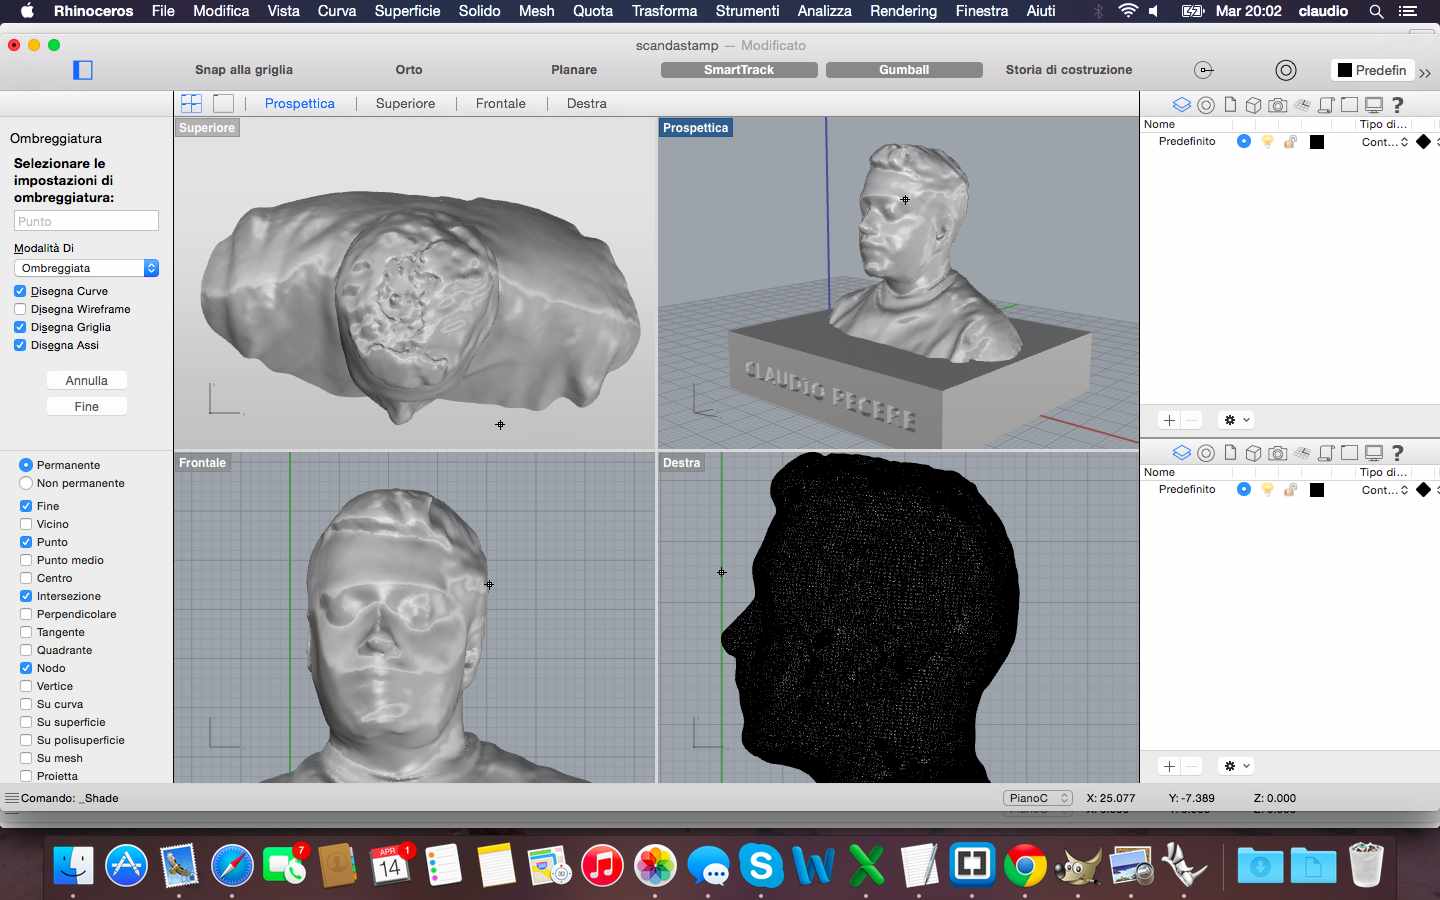 Rhinoceros File Modifica Vista Curva Superficie Solido Mesh Quota Trasforma Strumenti Analizza Rendering Finestra Aiuti Mar 20:02 claudio
scandastamp — Modificato
Snap alla griglia Orto Planare SmartTrack Gumball Storia di costruzione Predefin
Prospettica Superiore Frontale Destra
Ombreggiatura
Selezionare le
impostazioni di
ombreggiatura:
Punto
Modalità Di
Ombreggiata
Disegna Curve
Disegna Wireframe
Disegna Griglia
Disegna Assi
Annulla
Fine
Permanente
Non permanente
Fine
Vicino
Punto
Punto medio
Centro
Intersezione
Perpendicolare
Tangente
Quadrante
Nodo
Vertice
Su curva
Su superficie
Su polisuperficie
Su mesh
Proietta
Superiore
Prospettica
CLAUDIO PECERE
Frontale
Destra
Nome Tipo di...
Predefinito Cont...
Nome Tipo di...
Predefinito Cont...
Comando: _Shade
PianoC X: 25.077 Y: -7.389 Z: 0.000
7
APR 1
14